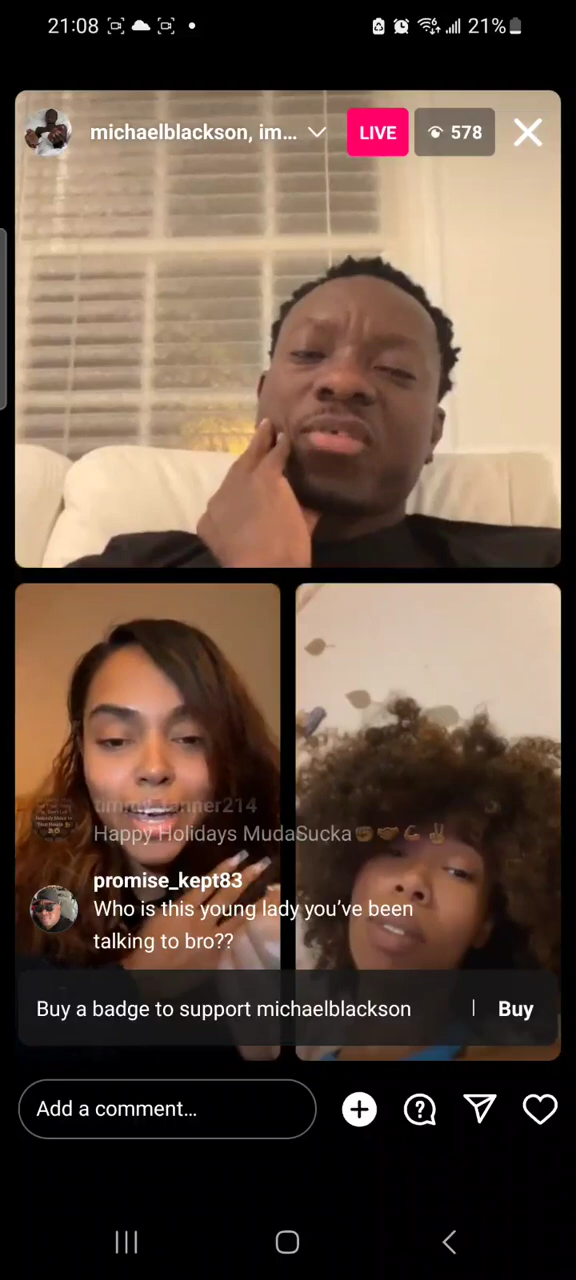 21:08
21%
michaelblackson, im...
LIVE
578
Happy Holidays MudaSucka
promise_kept83
Who is this young lady you've been
talking to bro??
Buy a badge to support michaelblackson | Buy
Add a comment...